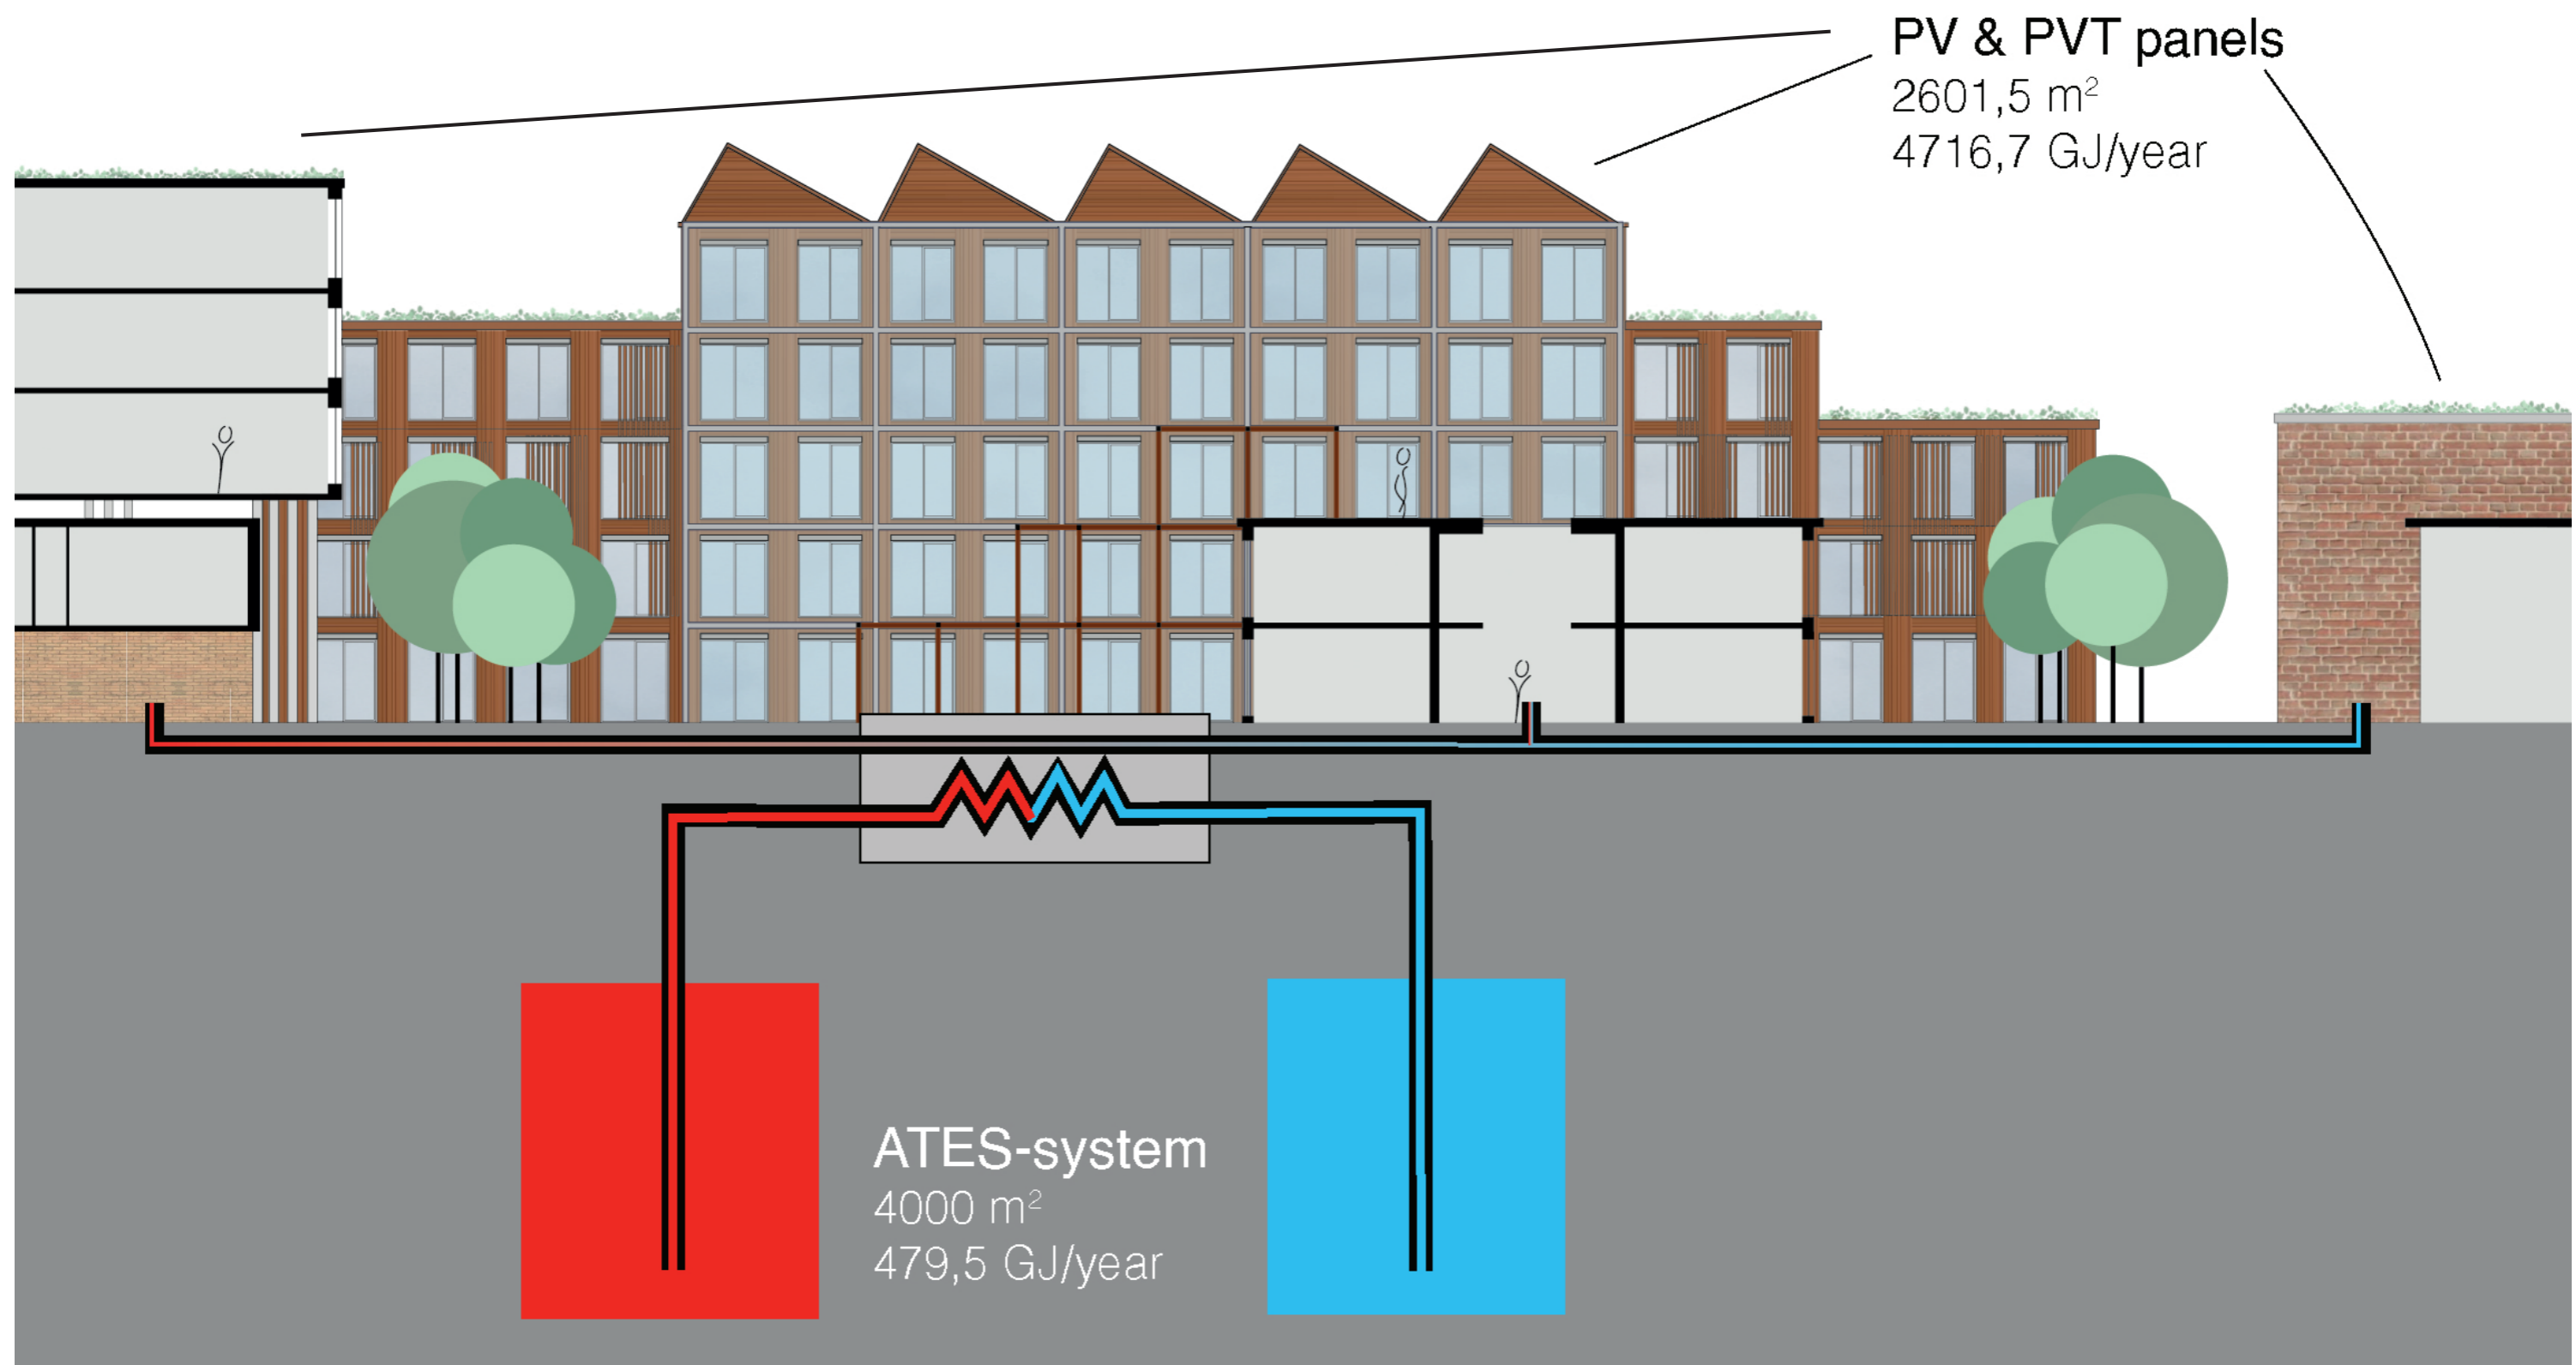 PV & PVT panels
2601,5 m²
4716,7 GJ/year
ATES-system
4000 m²
479,5 GJ/year